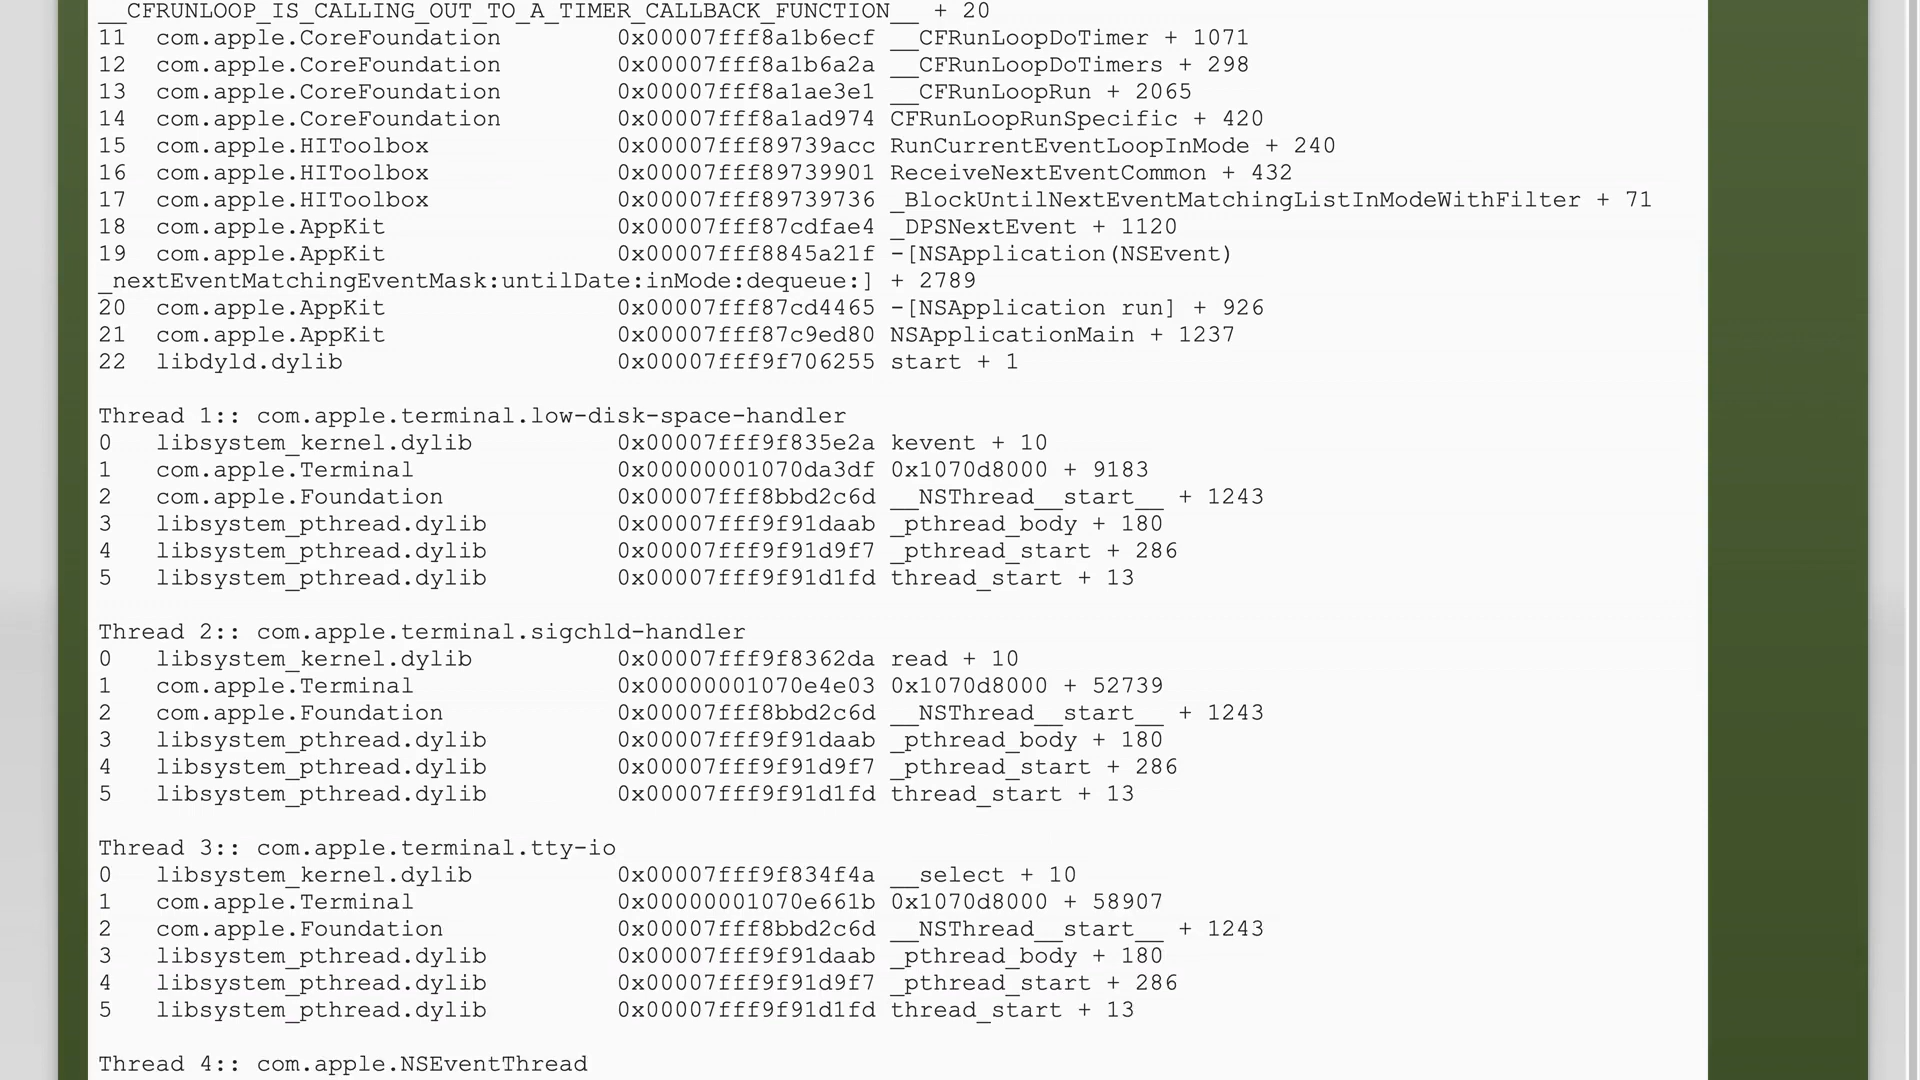 __CFRUNLOOP_IS_CALLING_OUT_TO_A_TIMER_CALLBACK_FUNCTION__ + 20
11  com.apple.CoreFoundation        0x00007fff8a1b6ecf __CFRunLoopDoTimer + 1071
12  com.apple.CoreFoundation        0x00007fff8a1b6a2a __CFRunLoopDoTimers + 298
13  com.apple.CoreFoundation        0x00007fff8a1ae3e1 __CFRunLoopRun + 2065
14  com.apple.CoreFoundation        0x00007fff8a1ad974 CFRunLoopRunSpecific + 420
15  com.apple.HIToolbox             0x00007fff89739acc RunCurrentEventLoopInMode + 240
16  com.apple.HIToolbox             0x00007fff89739901 ReceiveNextEventCommon + 432
17  com.apple.HIToolbox             0x00007fff89739736 _BlockUntilNextEventMatchingListInModeWithFilter + 71
18  com.apple.AppKit                0x00007fff87cdfae4 _DPSNextEvent + 1120
19  com.apple.AppKit                0x00007fff8845a21f -[NSApplication(NSEvent)
_nextEventMatchingEventMask:untilDate:inMode:dequeue:] + 2789
20  com.apple.AppKit                0x00007fff87cd4465 -[NSApplication run] + 926
21  com.apple.AppKit                0x00007fff87c9ed80 NSApplicationMain + 1237
22  libdyld.dylib                   0x00007fff9f706255 start + 1

Thread 1:: com.apple.terminal.low-disk-space-handler
0   libsystem_kernel.dylib          0x00007fff9f835e2a kevent + 10
1   com.apple.Terminal              0x00000001070da3df 0x1070d8000 + 9183
2   com.apple.Foundation            0x00007fff8bbd2c6d __NSThread__start__ + 1243
3   libsystem_pthread.dylib         0x00007fff9f91daab _pthread_body + 180
4   libsystem_pthread.dylib         0x00007fff9f91d9f7 _pthread_start + 286
5   libsystem_pthread.dylib         0x00007fff9f91d1fd thread_start + 13

Thread 2:: com.apple.terminal.sigchld-handler
0   libsystem_kernel.dylib          0x00007fff9f8362da read + 10
1   com.apple.Terminal              0x00000001070e4e03 0x1070d8000 + 52739
2   com.apple.Foundation            0x00007fff8bbd2c6d __NSThread__start__ + 1243
3   libsystem_pthread.dylib         0x00007fff9f91daab _pthread_body + 180
4   libsystem_pthread.dylib         0x00007fff9f91d9f7 _pthread_start + 286
5   libsystem_pthread.dylib         0x00007fff9f91d1fd thread_start + 13

Thread 3:: com.apple.terminal.tty-io
0   libsystem_kernel.dylib          0x00007fff9f834f4a __select + 10
1   com.apple.Terminal              0x00000001070e661b 0x1070d8000 + 58907
2   com.apple.Foundation            0x00007fff8bbd2c6d __NSThread__start__ + 1243
3   libsystem_pthread.dylib         0x00007fff9f91daab _pthread_body + 180
4   libsystem_pthread.dylib         0x00007fff9f91d9f7 _pthread_start + 286
5   libsystem_pthread.dylib         0x00007fff9f91d1fd thread_start + 13

Thread 4:: com.apple.NSEventThread